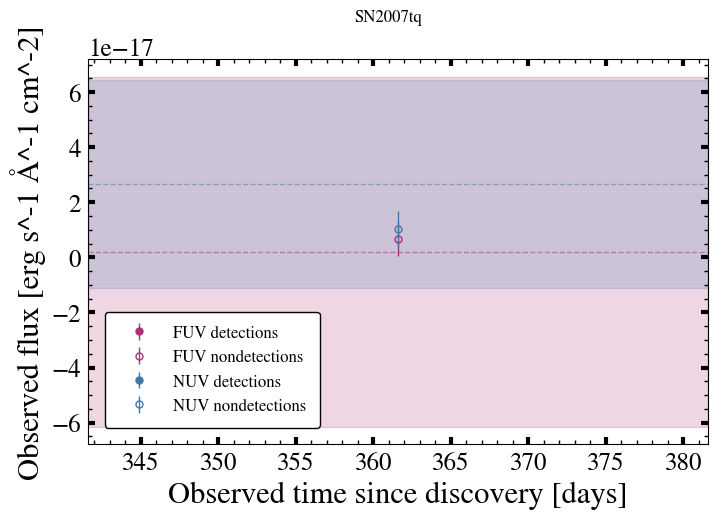 SN2007tq
1e−17
Observed flux [erg s^-1 Å^-1 cm^-2]
6
4
2
0
−2
−4
−6
FUV detections
FUV nondetections
NUV detections
NUV nondetections
345 350 355 360 365 370 375 380
Observed time since discovery [days]